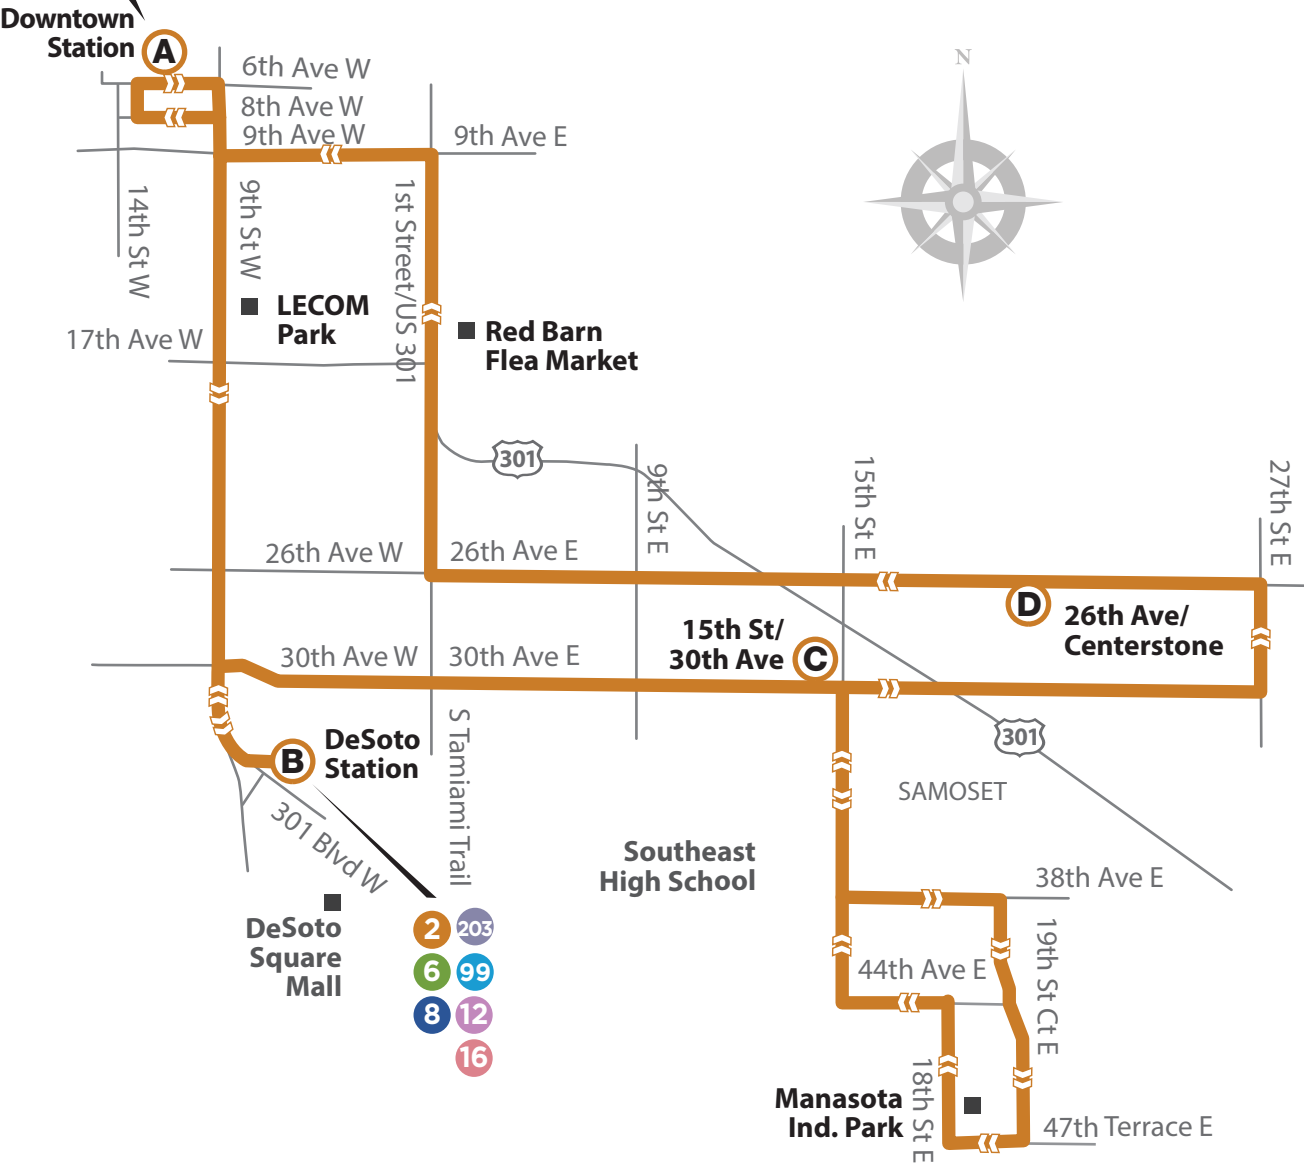 Downtown
Station
A
6th Ave W
8th Ave W
9th Ave W
9th Ave E
N
14th St W
9th St W
1st Street/US 301
LECOM
Park
Red Barn
Flea Market
17th Ave W
301
9th St E
15th St E
27th St E
26th Ave W
26th Ave E
D
26th Ave/
Centerstone
15th St/
30th Ave
C
30th Ave W
30th Ave E
B
DeSoto
Station
S Tamiami Trail
301
SAMOSET
301 Blvd W
Southeast
High School
38th Ave E
DeSoto
Square
Mall
2
203
6
99
8
12
16
44th Ave E
19th St Ct E
18th St E
Manasota
Ind. Park
47th Terrace E